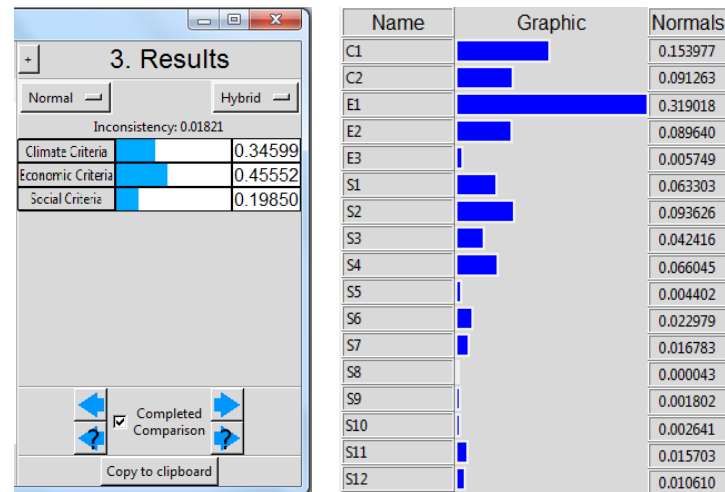 +
3. Results
Normal
Hybrid
Inconsistency: 0.01821
Climate Criteria 0.34599
Economic Criteria 0.45552
Social Criteria 0.19850
Completed
Comparison
?
?
Copy to clipboard
Name Graphic Normals
C1 0.153977
C2 0.091263
E1 0.319018
E2 0.089640
E3 0.005749
S1 0.063303
S2 0.093626
S3 0.042416
S4 0.066045
S5 0.004402
S6 0.022979
S7 0.016783
S8 0.000043
S9 0.001802
S10 0.002641
S11 0.015703
S12 0.010610